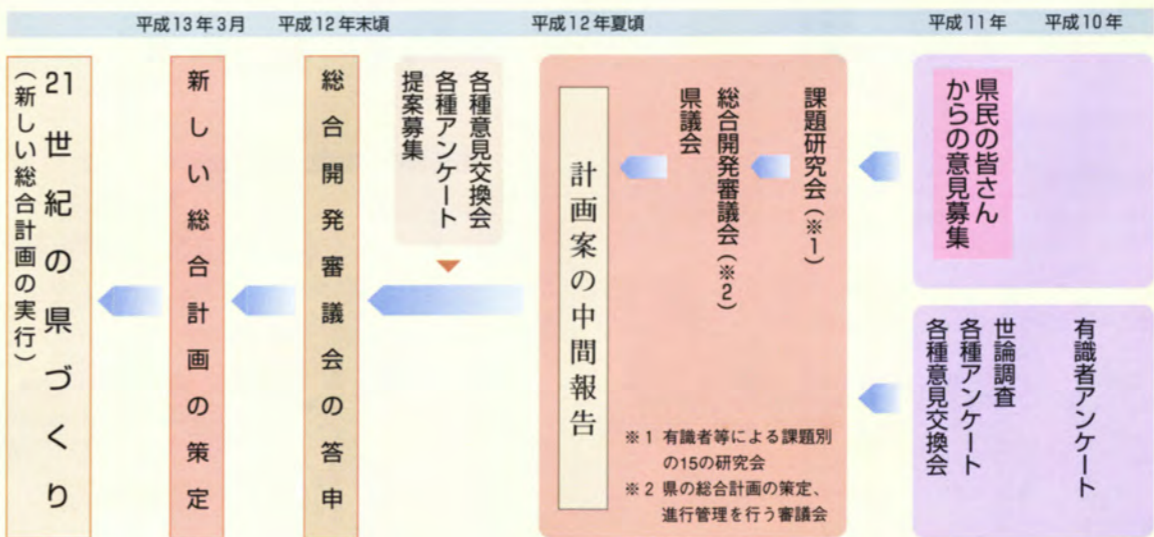 平成10年
平成11年
平成12年夏頃
平成12年末頃
平成13年3月
有識者アンケート
世論調査
各種アンケート
各種意見交換会
県民の皆さん
からの意見募集
課題研究会(※1)
総合開発審議会(※2)
県議会
計画案の中間報告
※1 有識者等による課題別
の15の研究会
※2 県の総合計画の策定、
進行管理を行う審議会
各種意見交換会
各種アンケート
提案募集
総合開発審議会の答申
新しい総合計画の策定
21世紀の県づくり
(新しい総合計画の実行)